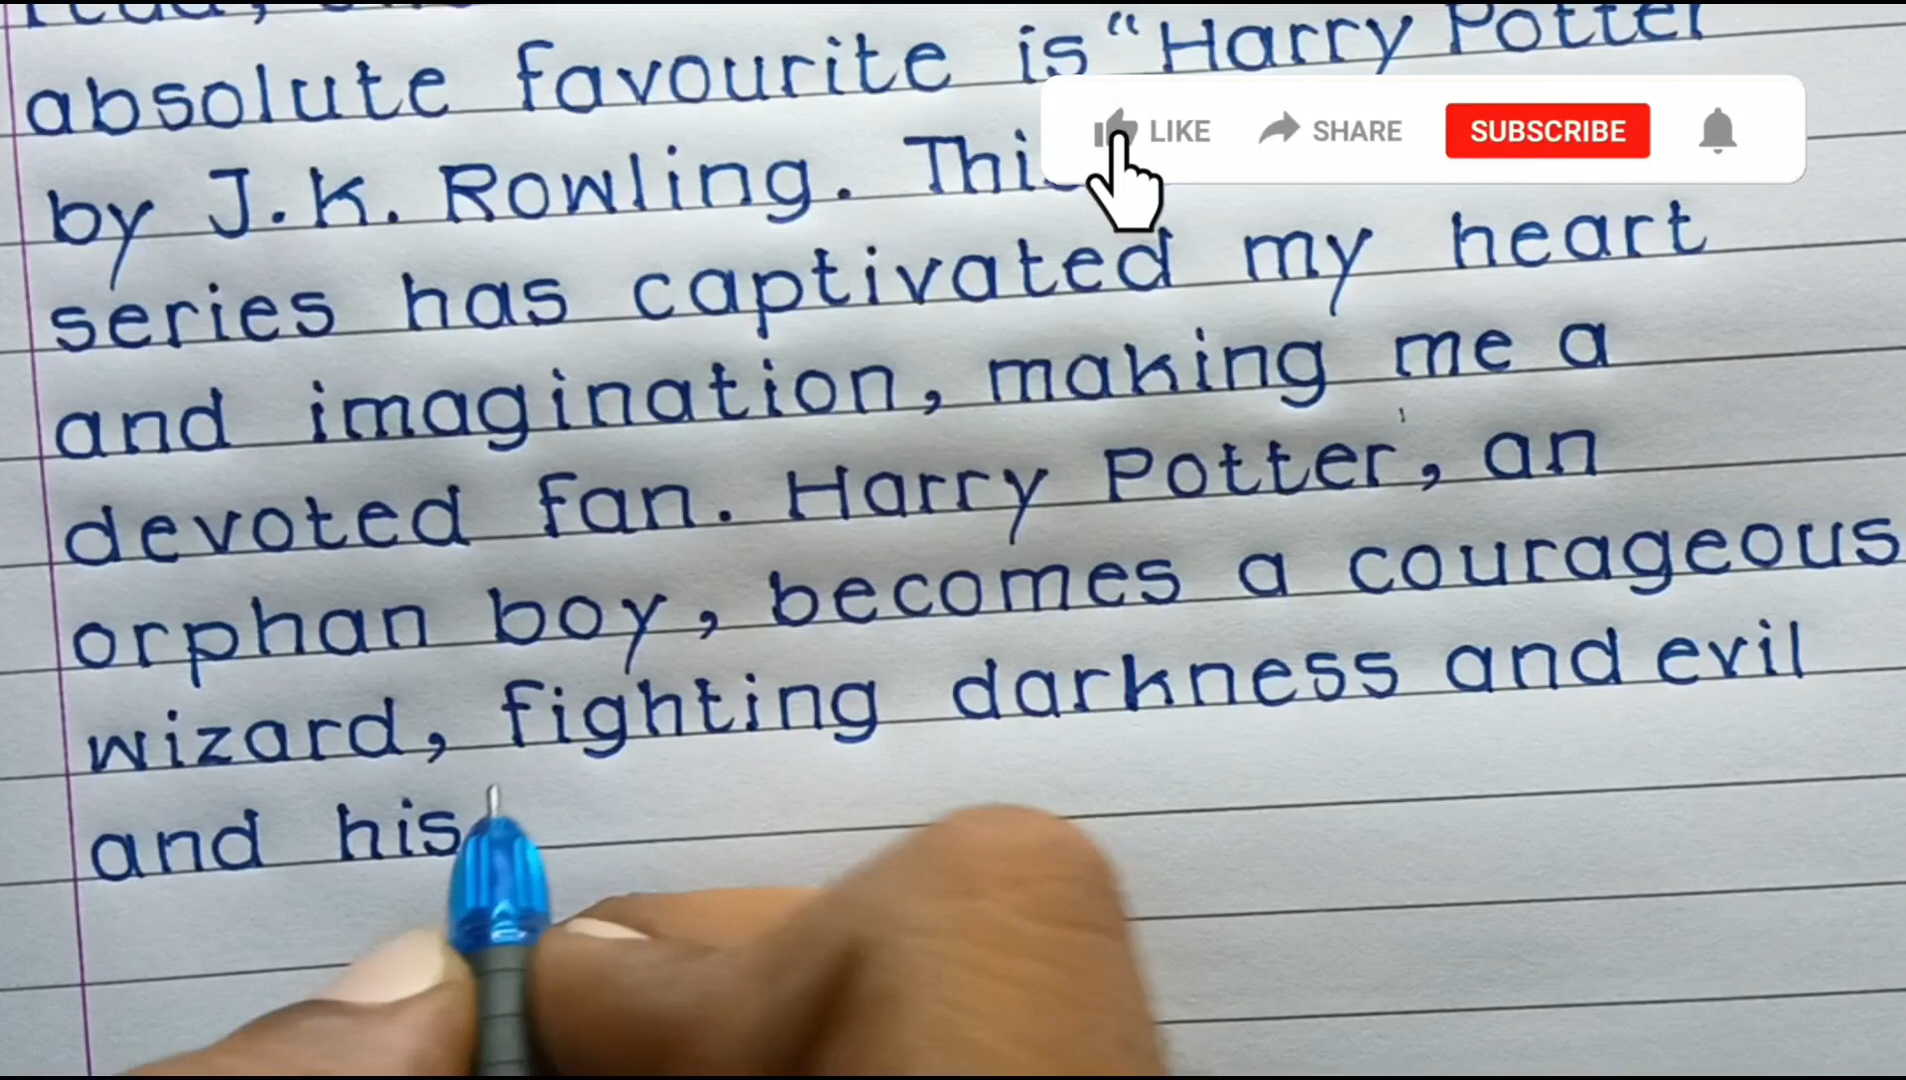 absolute favourite is "Harry Potter
LIKE SHARE SUBSCRIBE
by J.K. Rowling. This
series has captivated my heart
and imagination, making me a
devoted fan. Harry Potter, an
orphan boy, becomes a courageous
wizard, fighting darkness and evil
and his